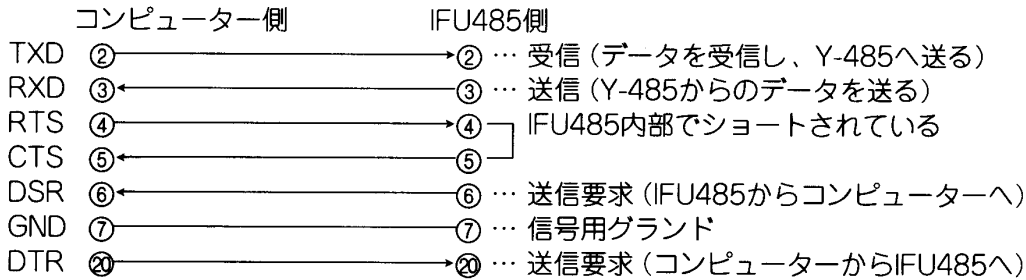 コンピューター側 IFU485側
TXD ② ② … 受信（データを受信し、Y-485へ送る）
RXD ③ ③ … 送信（Y-485からのデータを送る）
RTS ④ ④ IFU485内部でショートされている
CTS ⑤ ⑤
DSR ⑥ ⑥ … 送信要求（IFU485からコンピューターへ）
GND ⑦ ⑦ … 信号用グランド
DTR ⑳ ⑳ … 送信要求（コンピューターからIFU485へ）